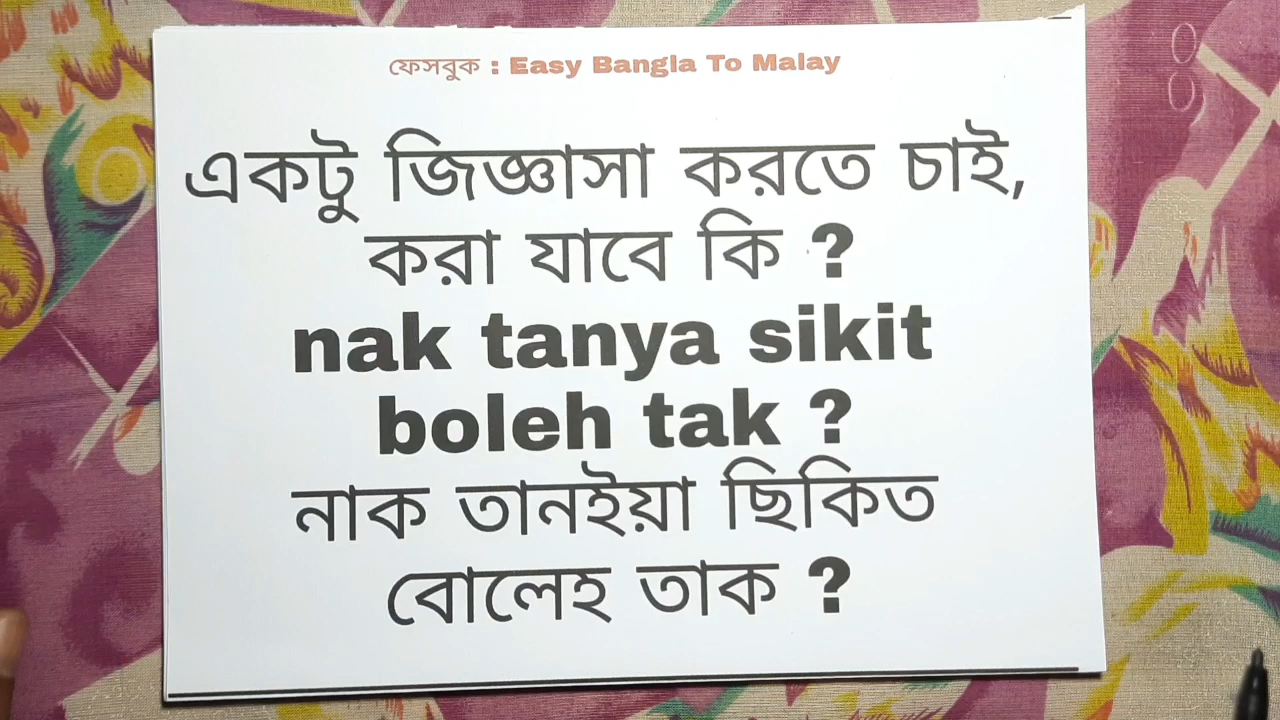 ফেসবুক : Easy Bangla To Malay
একটু জিজ্ঞাসা করতে চাই,
করা যাবে কি ?
nak tanya sikit
boleh tak ?
নাক তানইয়া ছিকিত
বোলেহ তাক ?